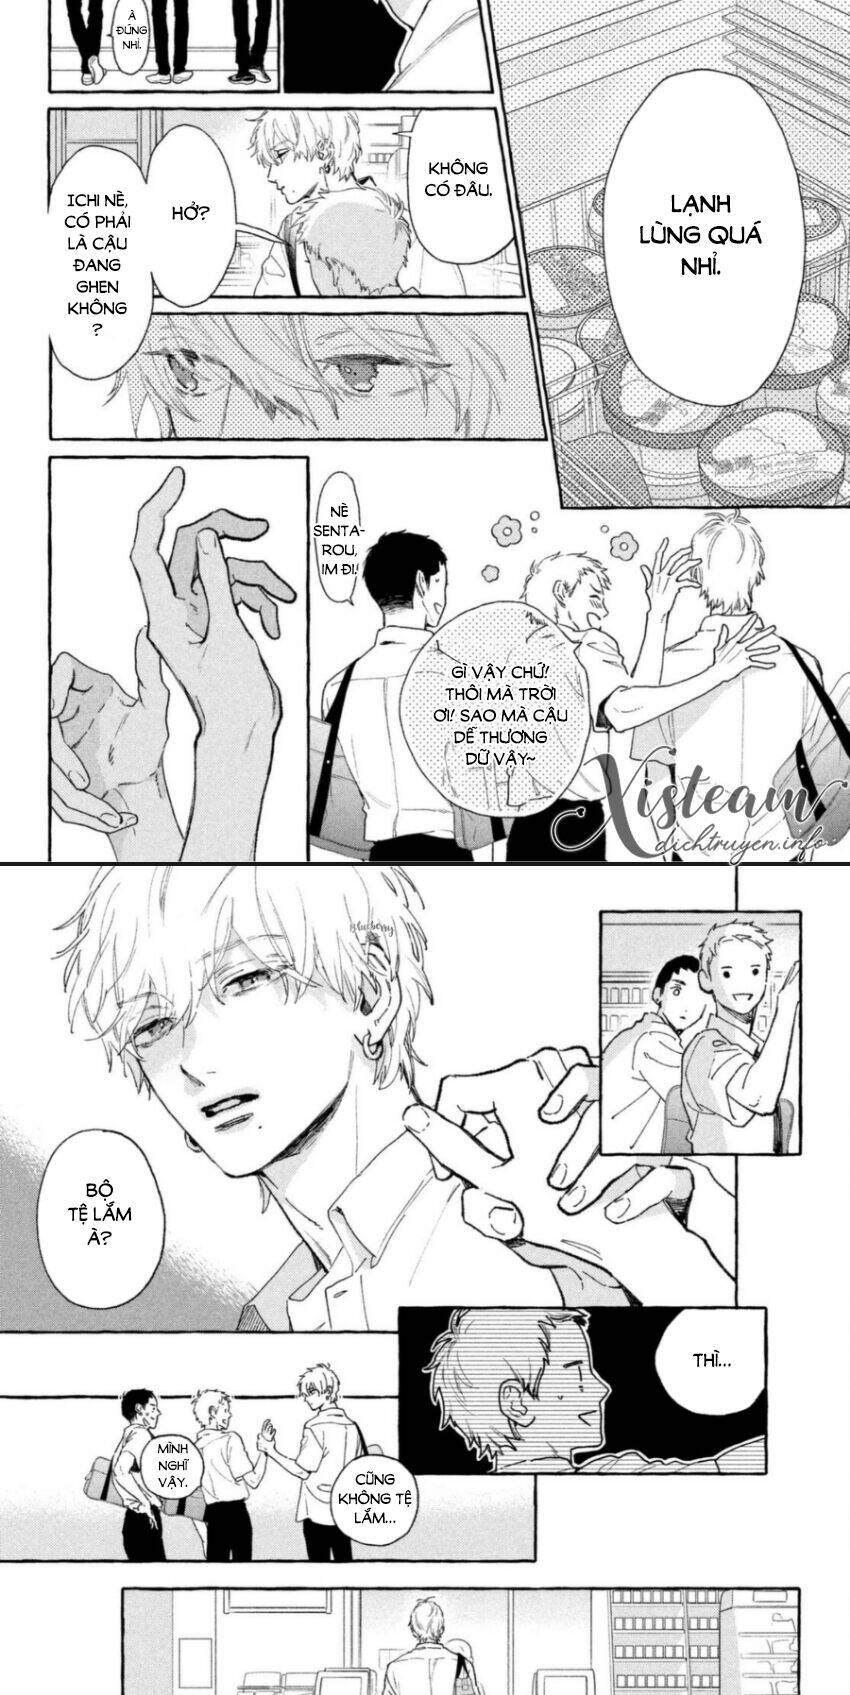 À
ĐÚNG
NHỈ.
LẠNH
LÙNG QUÁ
NHỈ.
KHÔNG
CÓ ĐÂU.
HỞ?
ICHI NÈ,
CÓ PHẢI
LÀ CẬU
ĐANG
GHEN
KHÔNG
?
NÈ
SENTA-
ROU,
IM ĐI.
GÌ VẬY CHỨ!
THÔI MÀ TRỜI
ƠI! SAO MÀ CẬU
DỄ THƯƠNG
DỮ VẬY~
Xisteam
dichtruyen.info
Blueberry
BỘ
TỆ LẮM
À?
THÌ...
MÌNH
NGHĨ
VẬY.
CŨNG
KHÔNG TỆ
LẮM...